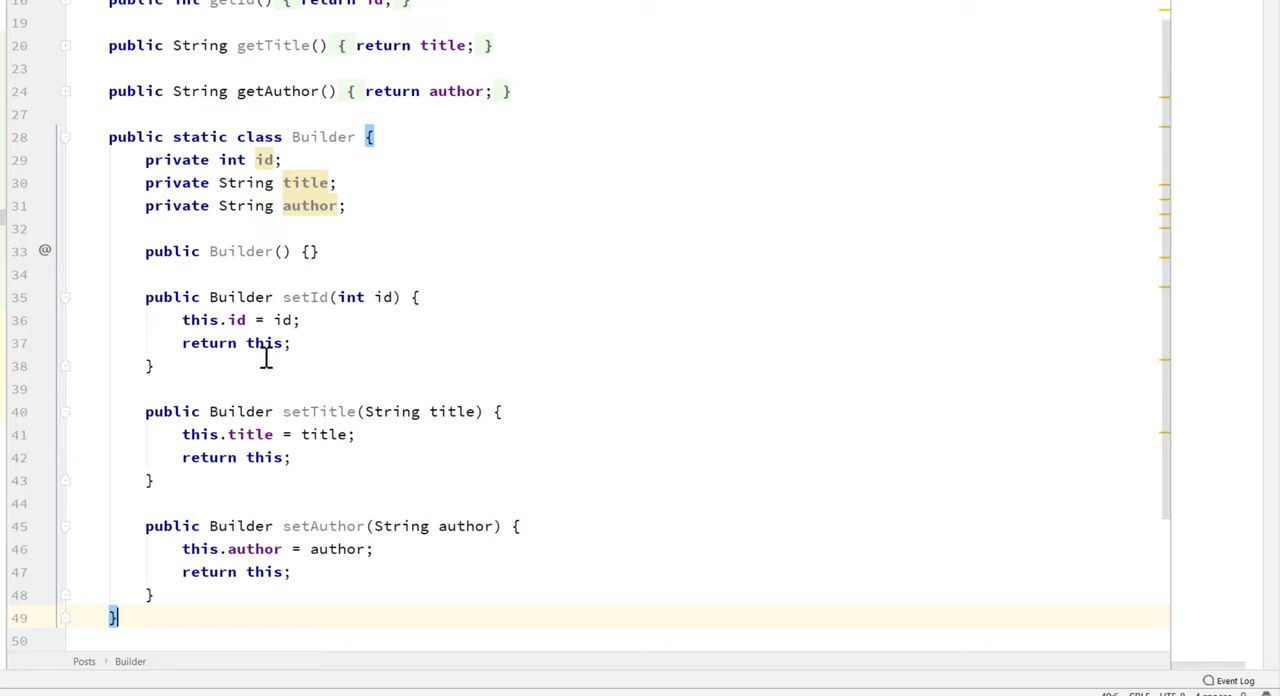 public int getId() { return id; }
19
20 public String getTitle() { return title; }
23
24 public String getAuthor() { return author; }
27
28 public static class Builder {
29 private int id;
30 private String title;
31 private String author;
32
33 @ public Builder() {}
34
35 public Builder setId(int id) {
36 this.id = id;
37 return this;
38 }
39
40 public Builder setTitle(String title) {
41 this.title = title;
42 return this;
43 }
44
45 public Builder setAuthor(String author) {
46 this.author = author;
47 return this;
48 }
49 }
50
Posts › Builder
Event Log